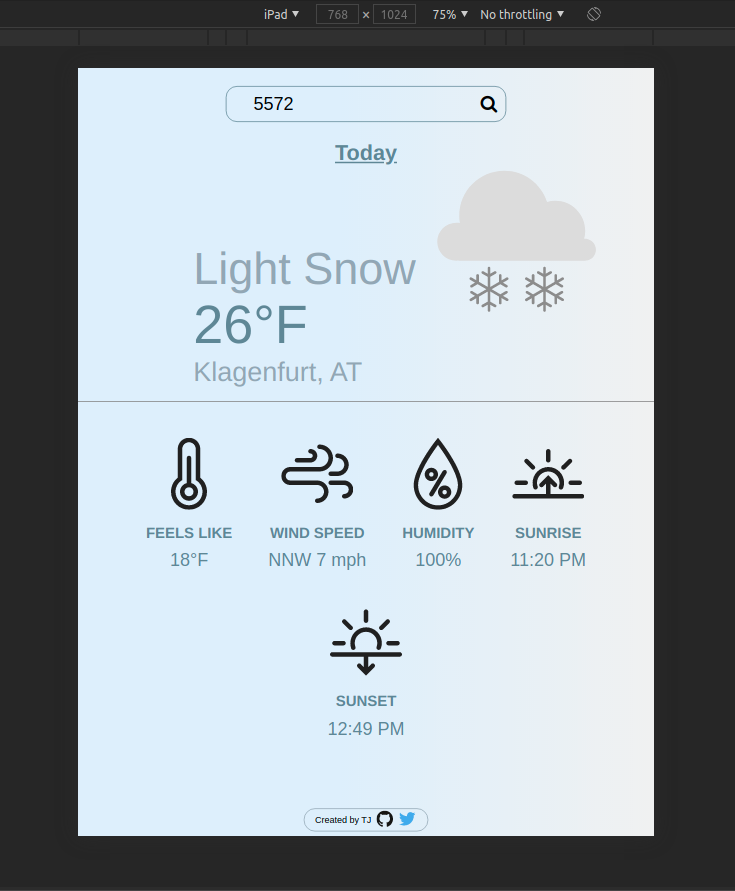 iPad 768 × 1024 75% No throttling
5572
Today
Light Snow
26°F
Klagenfurt, AT
FEELS LIKE WIND SPEED HUMIDITY SUNRISE
18°F NNW 7 mph 100% 11:20 PM
SUNSET
12:49 PM
Created by TJ